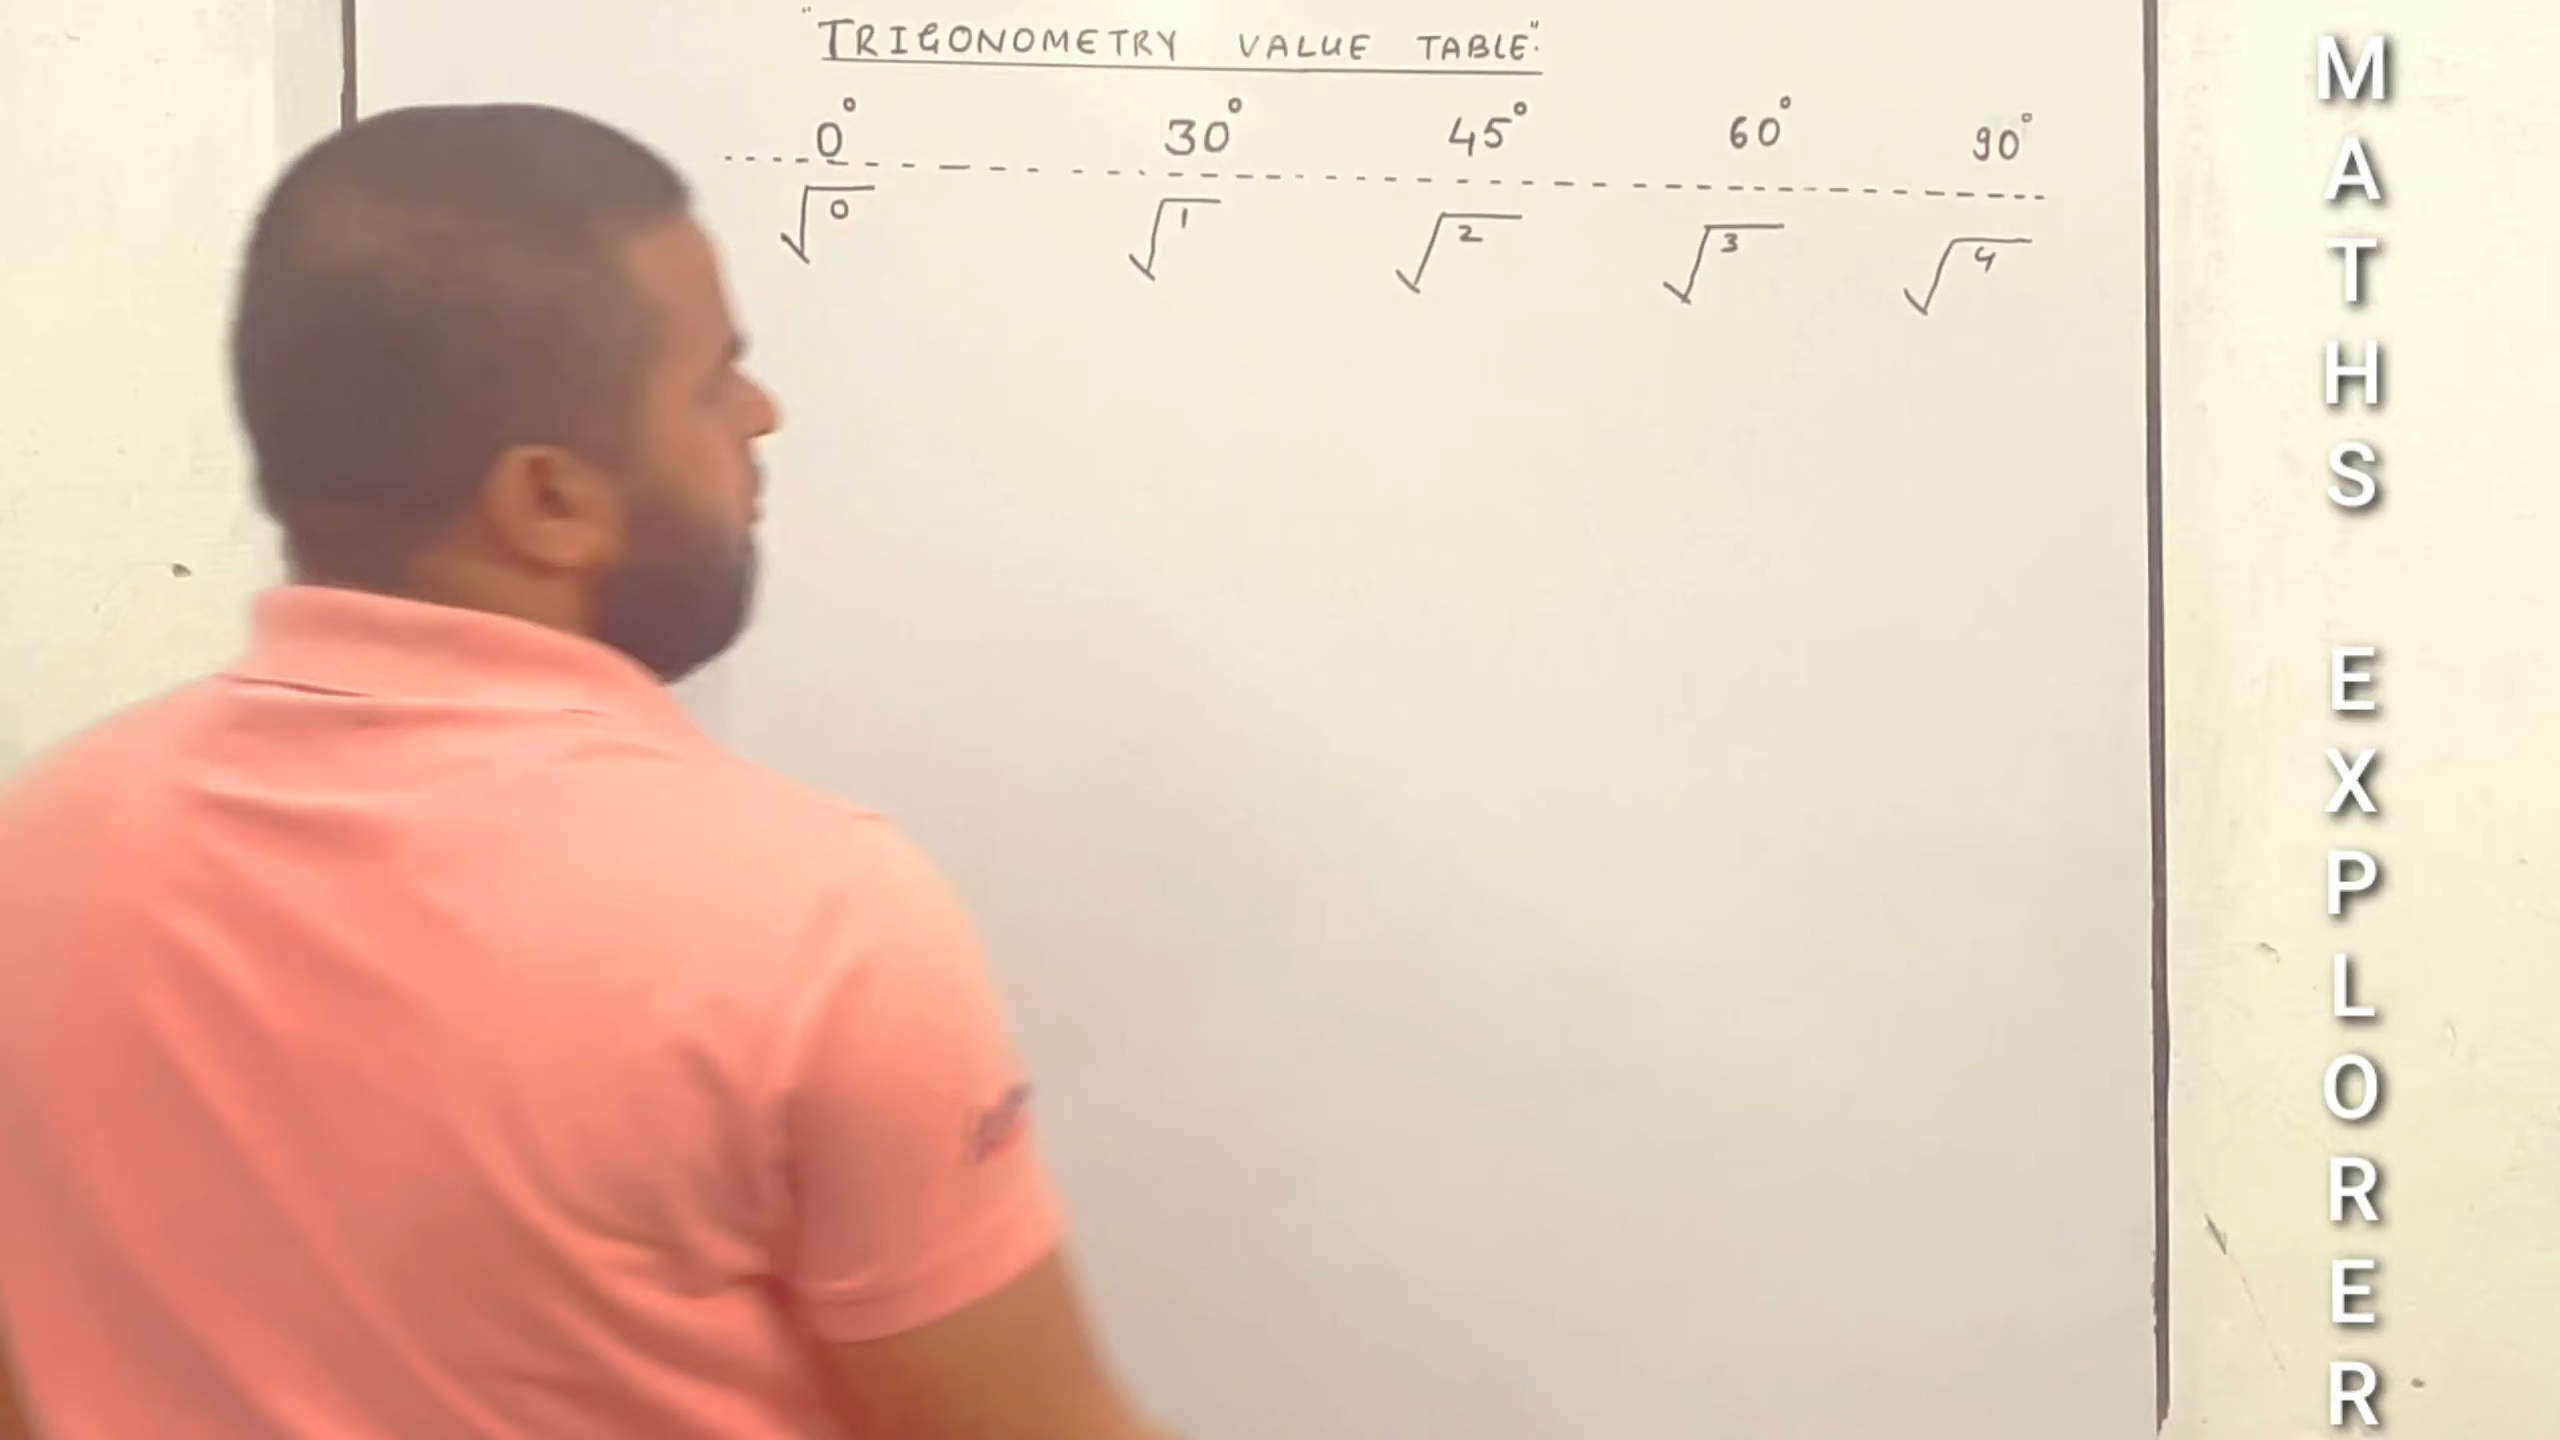 "TRIGONOMETRY VALUE TABLE":
0° 30° 45° 60° 90°
√0 √1 √2 √3 √4
MATHS EXPLORER